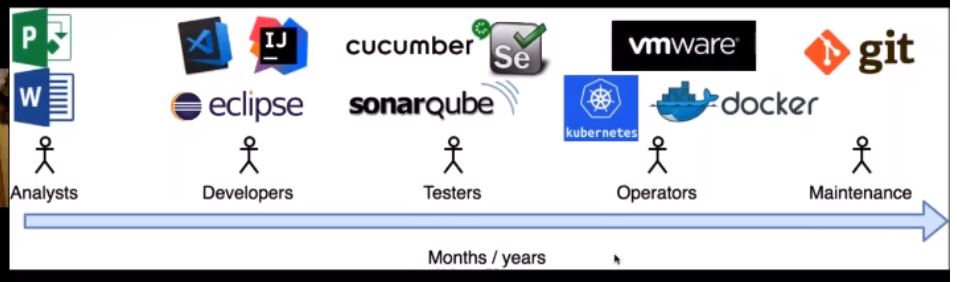 P
W
IJ
eclipse
cucumber
Se
sonarqube
vmware
kubernetes
docker
git
Analysts
Developers
Testers
Operators
Maintenance
Months / years